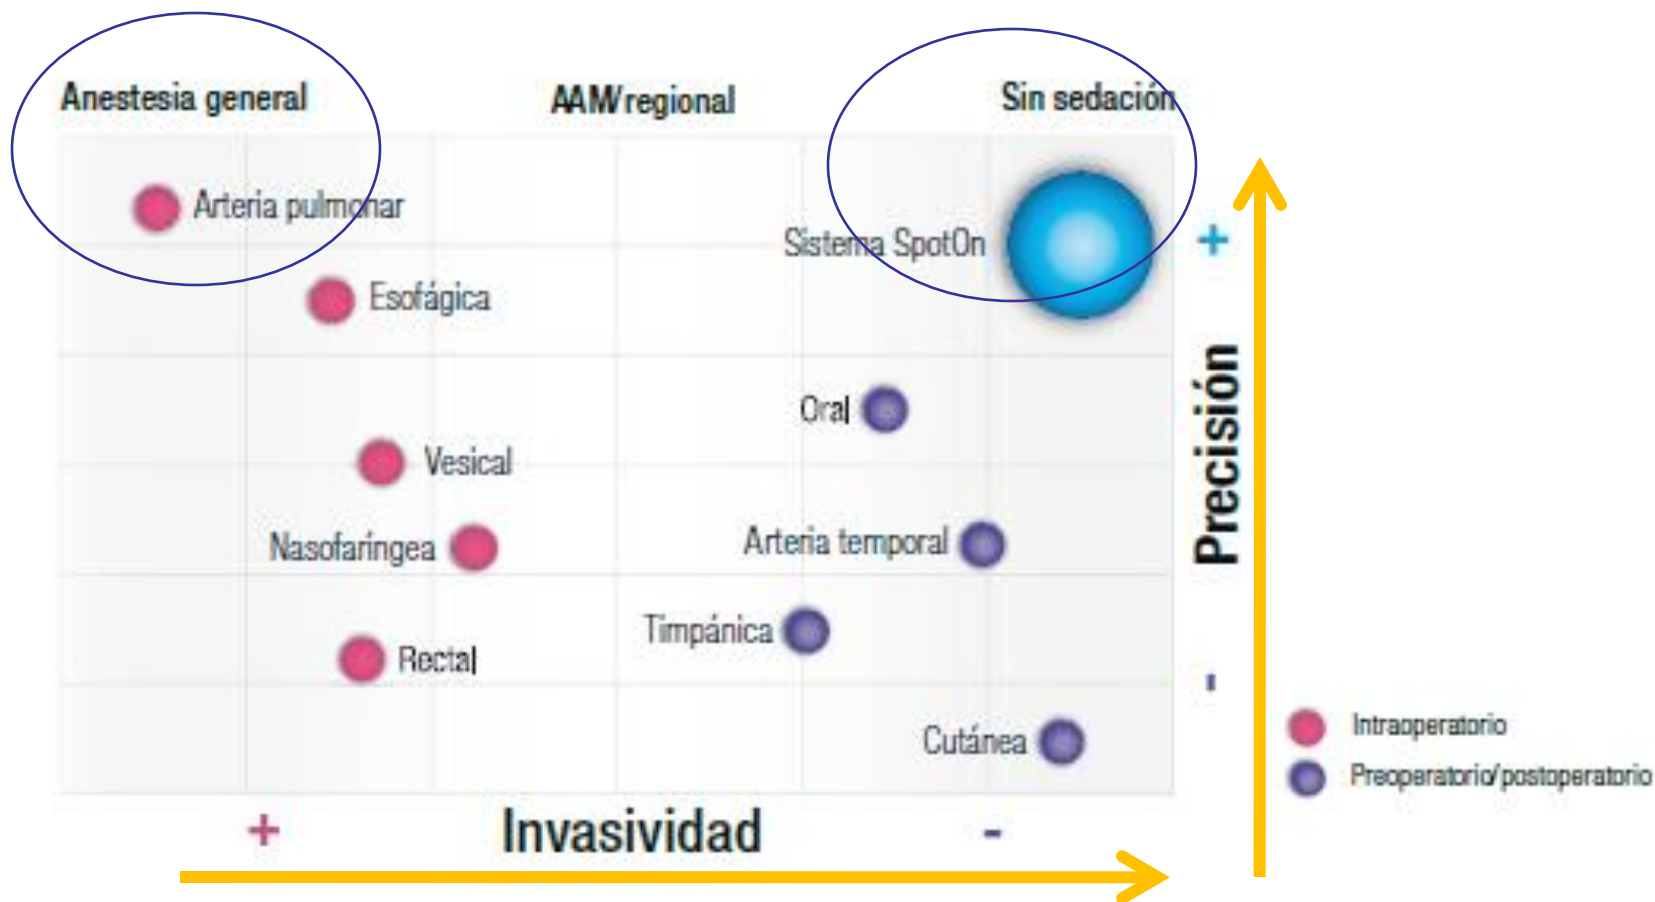 Anestesia general
AAM/regional
Sin sedación
Arteria pulmonar
Sistema SpotOn
+
Esofágica
Oral
Precisión
Vesical
Nasofaríngea
Arteria temporal
Timpánica
Rectal
-
Cutánea
Intraoperatorio
Preoperatorio/postoperatorio
+
Invasividad
-